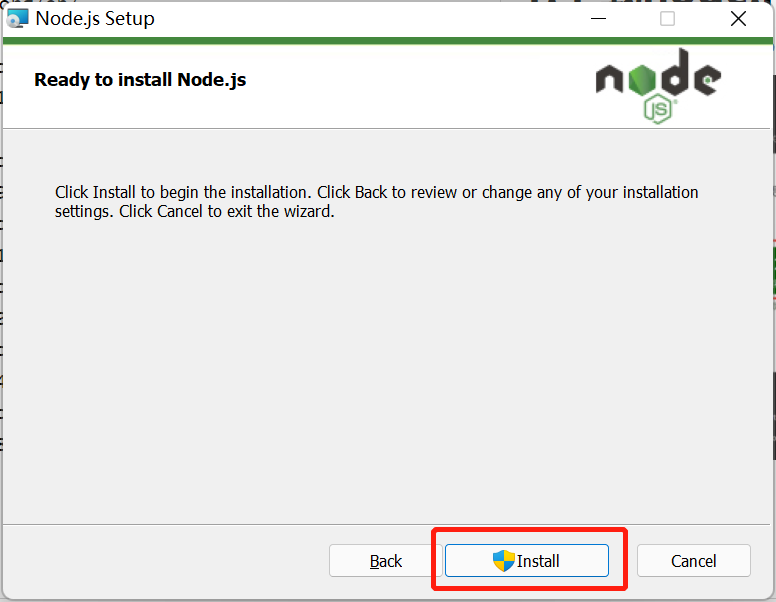 Node.js Setup
Ready to install Node.js
node
JS
Click Install to begin the installation. Click Back to review or change any of your installation
settings. Click Cancel to exit the wizard.
Back
Install
Cancel